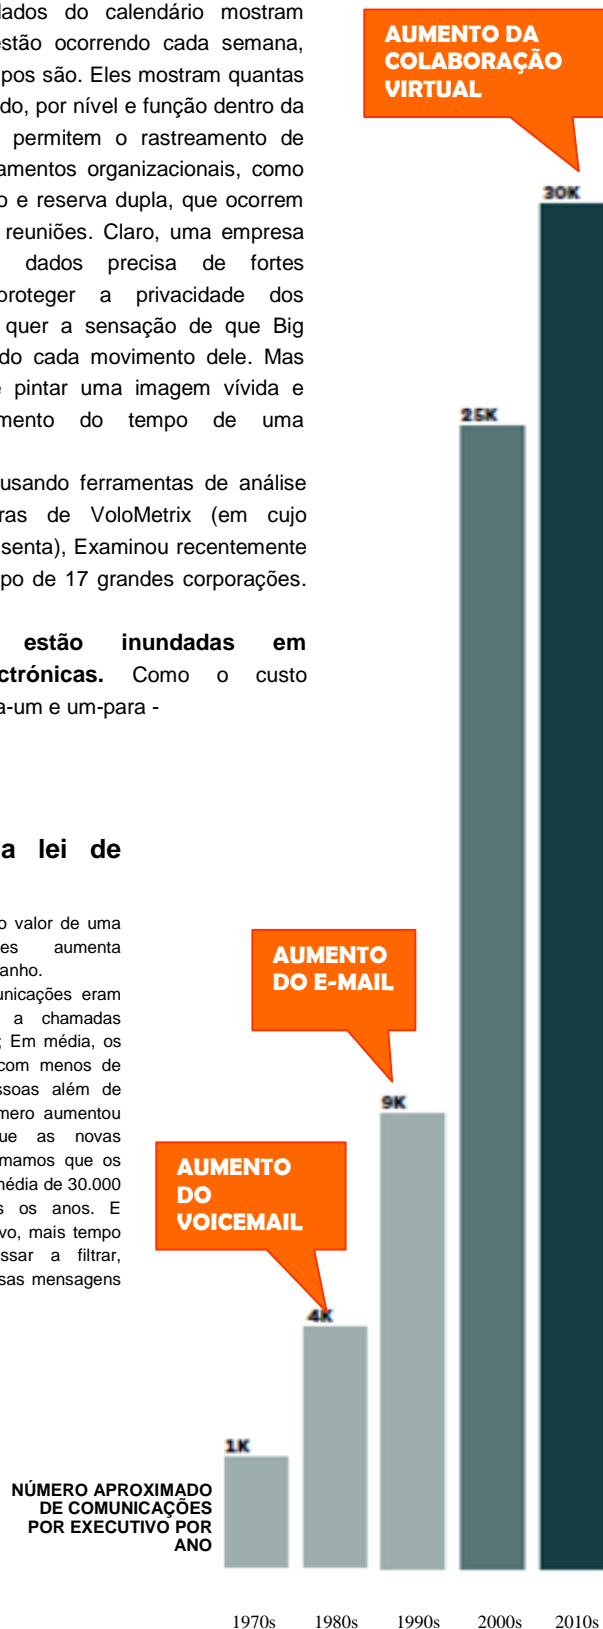 lados do calendário mostram
estão ocorrendo cada semana,
pos são. Eles mostram quantas
do, por nível e função dentro da
permitem o rastreamento de
amentos organizacionais, como
o e reserva dupla, que ocorrem
reuniões. Claro, uma empresa
dados precisa de fortes
proteger a privacidade dos
quer a sensação de que Big
do cada movimento dele. Mas
e pintar uma imagem vívida e
mento do tempo de uma
usando ferramentas de análise
ras de VoloMetrix (em cujo
senta), Examinou recentemente
po de 17 grandes corporações.
estão inundadas em
ctrónicas. Como o custo
a-um e um-para -
a lei de
o valor de uma
es aumenta
anho.
unicações eram
a chamadas
; Em média, os
com menos de
ssoas além de
mero aumentou
ue as novas
mamos que os
média de 30.000
s os anos. E
vo, mais tempo
ssar a filtrar,
sas mensagens
AUMENTO DA
COLABORAÇÃO
VIRTUAL
30K
25K
AUMENTO
DO E-MAIL
9K
AUMENTO
DO
VOICEMAIL
4K
1K
NÚMERO APROXIMADO
DE COMUNICAÇÕES
POR EXECUTIVO POR
ANO
1970s 1980s 1990s 2000s 2010s